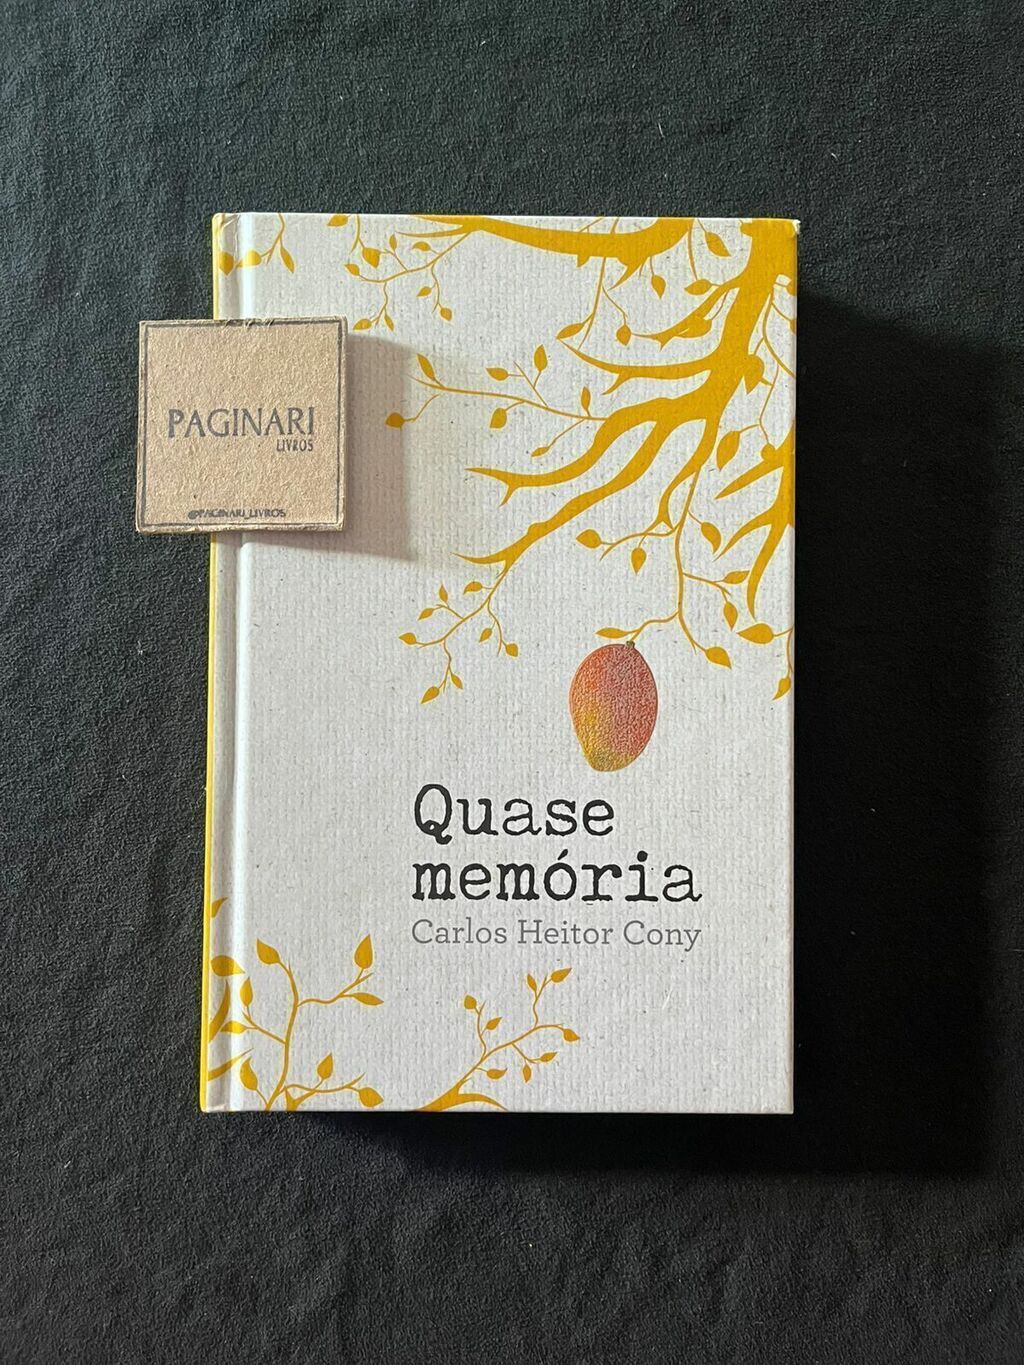 PAGINARI
LIVROS
@PAGINARI_LIVROS
Quase
memória
Carlos Heitor Cony